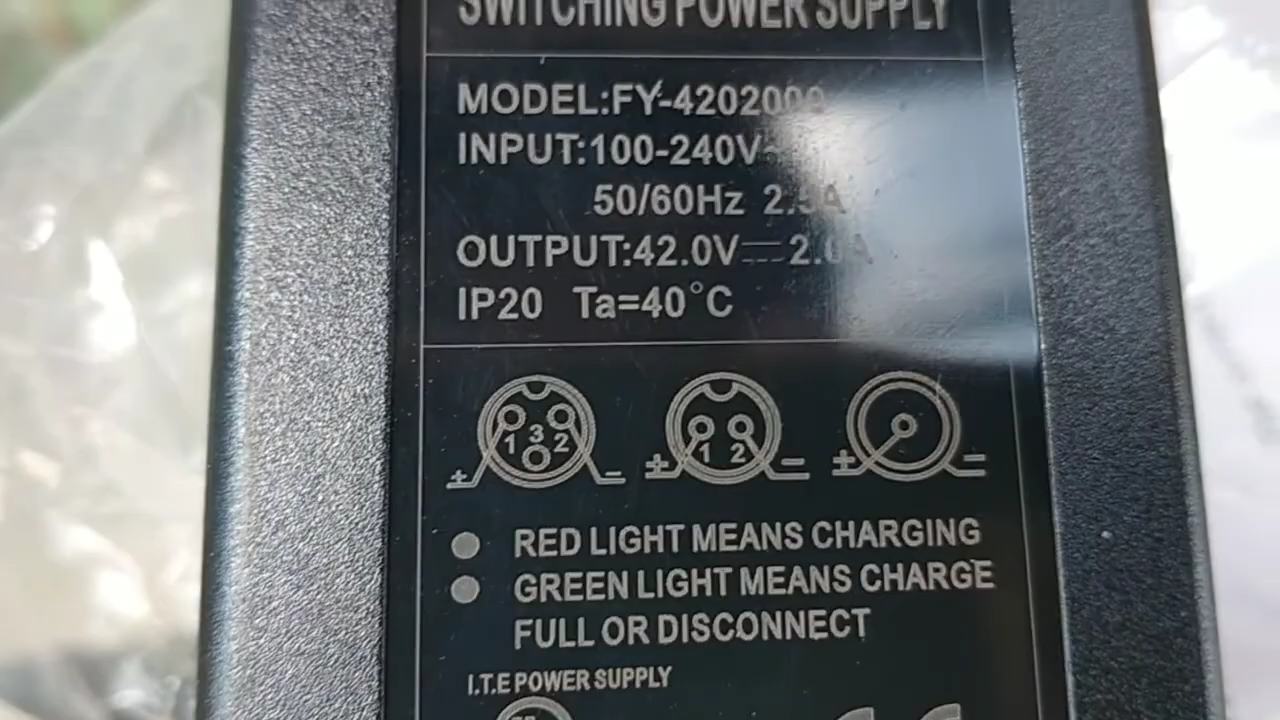 SWITCHING POWER SUPPLY
MODEL:FY-4202000
INPUT:100-240V~
50/60Hz 2.5A
OUTPUT:42.0V⎓2.0A
IP20 Ta=40°C
1 3 2
+ -
1 2
+ -
+ -
RED LIGHT MEANS CHARGING
GREEN LIGHT MEANS CHARGE
FULL OR DISCONNECT
I.T.E POWER SUPPLY